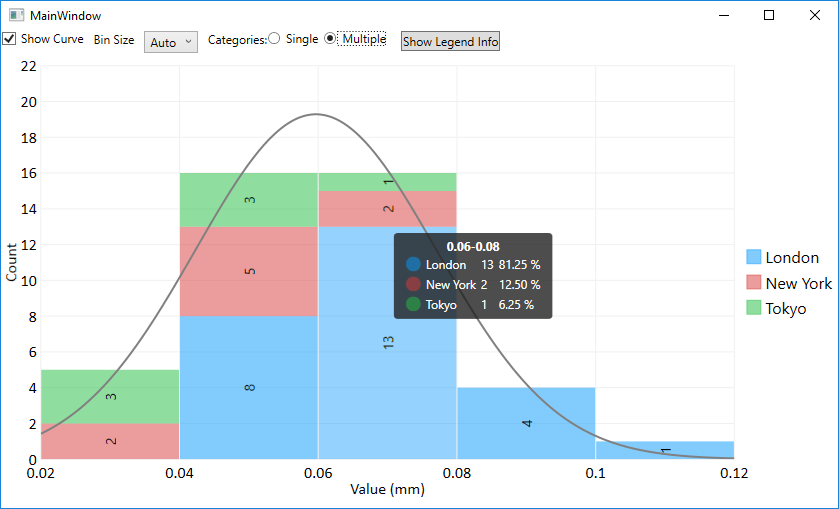 MainWindow
Show Curve Bin Size Auto Categories: Single Multiple Show Legend Info
22
20
18
16
14
12
10
8
6
4
2
0
Count
3
2
3
5
8
1
2
13
4
1
0.06-0.08
London 13 81.25 %
New York 2 12.50 %
Tokyo 1 6.25 %
London
New York
Tokyo
0.02 0.04 0.06 0.08 0.1 0.12
Value (mm)